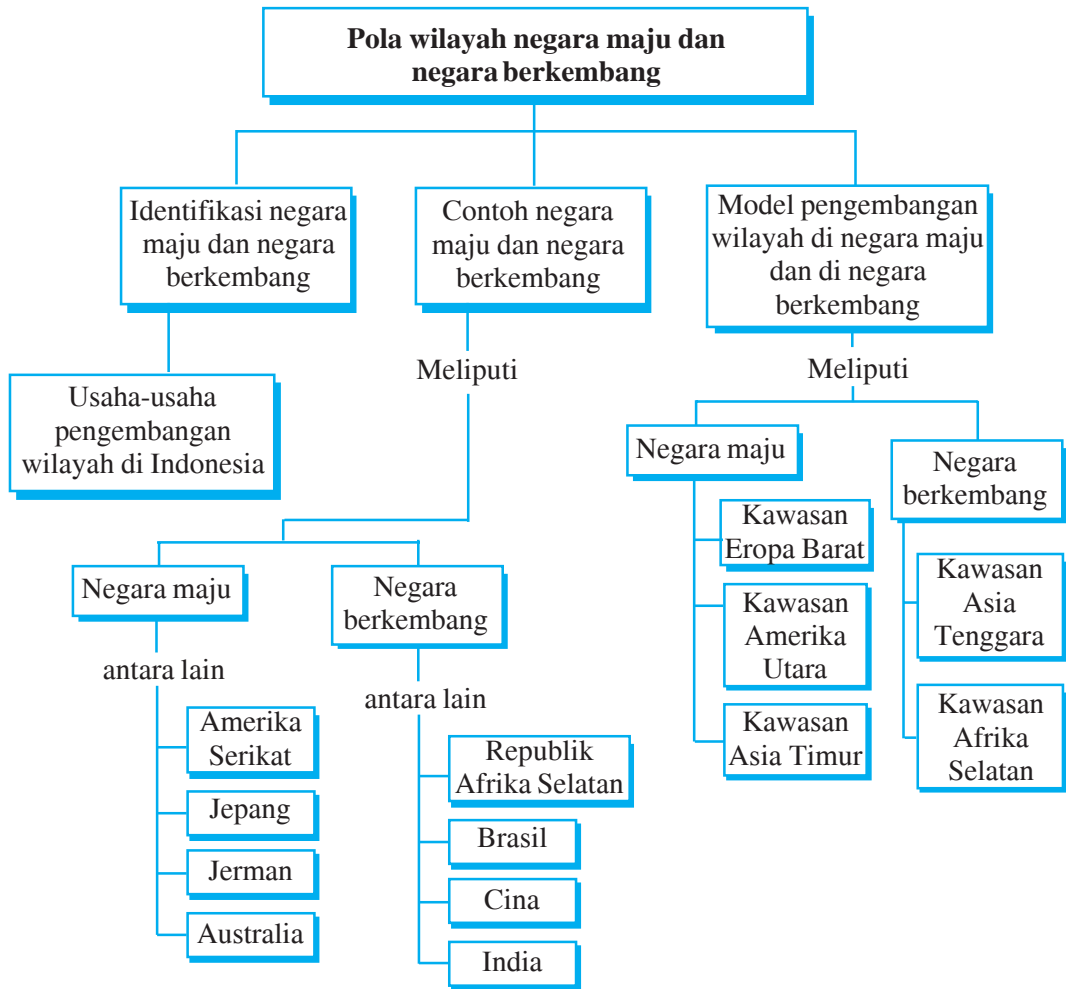 Pola wilayah negara maju dan
negara berkembang
Identifikasi negara
maju dan negara
berkembang
Contoh negara
maju dan negara
berkembang
Model pengembangan
wilayah di negara maju
dan di negara
berkembang
Usaha-usaha
pengembangan
wilayah di Indonesia
Meliputi
Negara maju
antara lain
Amerika
Serikat
Jepang
Jerman
Australia
Negara
berkembang
antara lain
Republik
Afrika Selatan
Brasil
Cina
India
Meliputi
Negara maju
Kawasan
Eropa Barat
Kawasan
Amerika
Utara
Kawasan
Asia Timur
Negara
berkembang
Kawasan
Asia
Tenggara
Kawasan
Afrika
Selatan